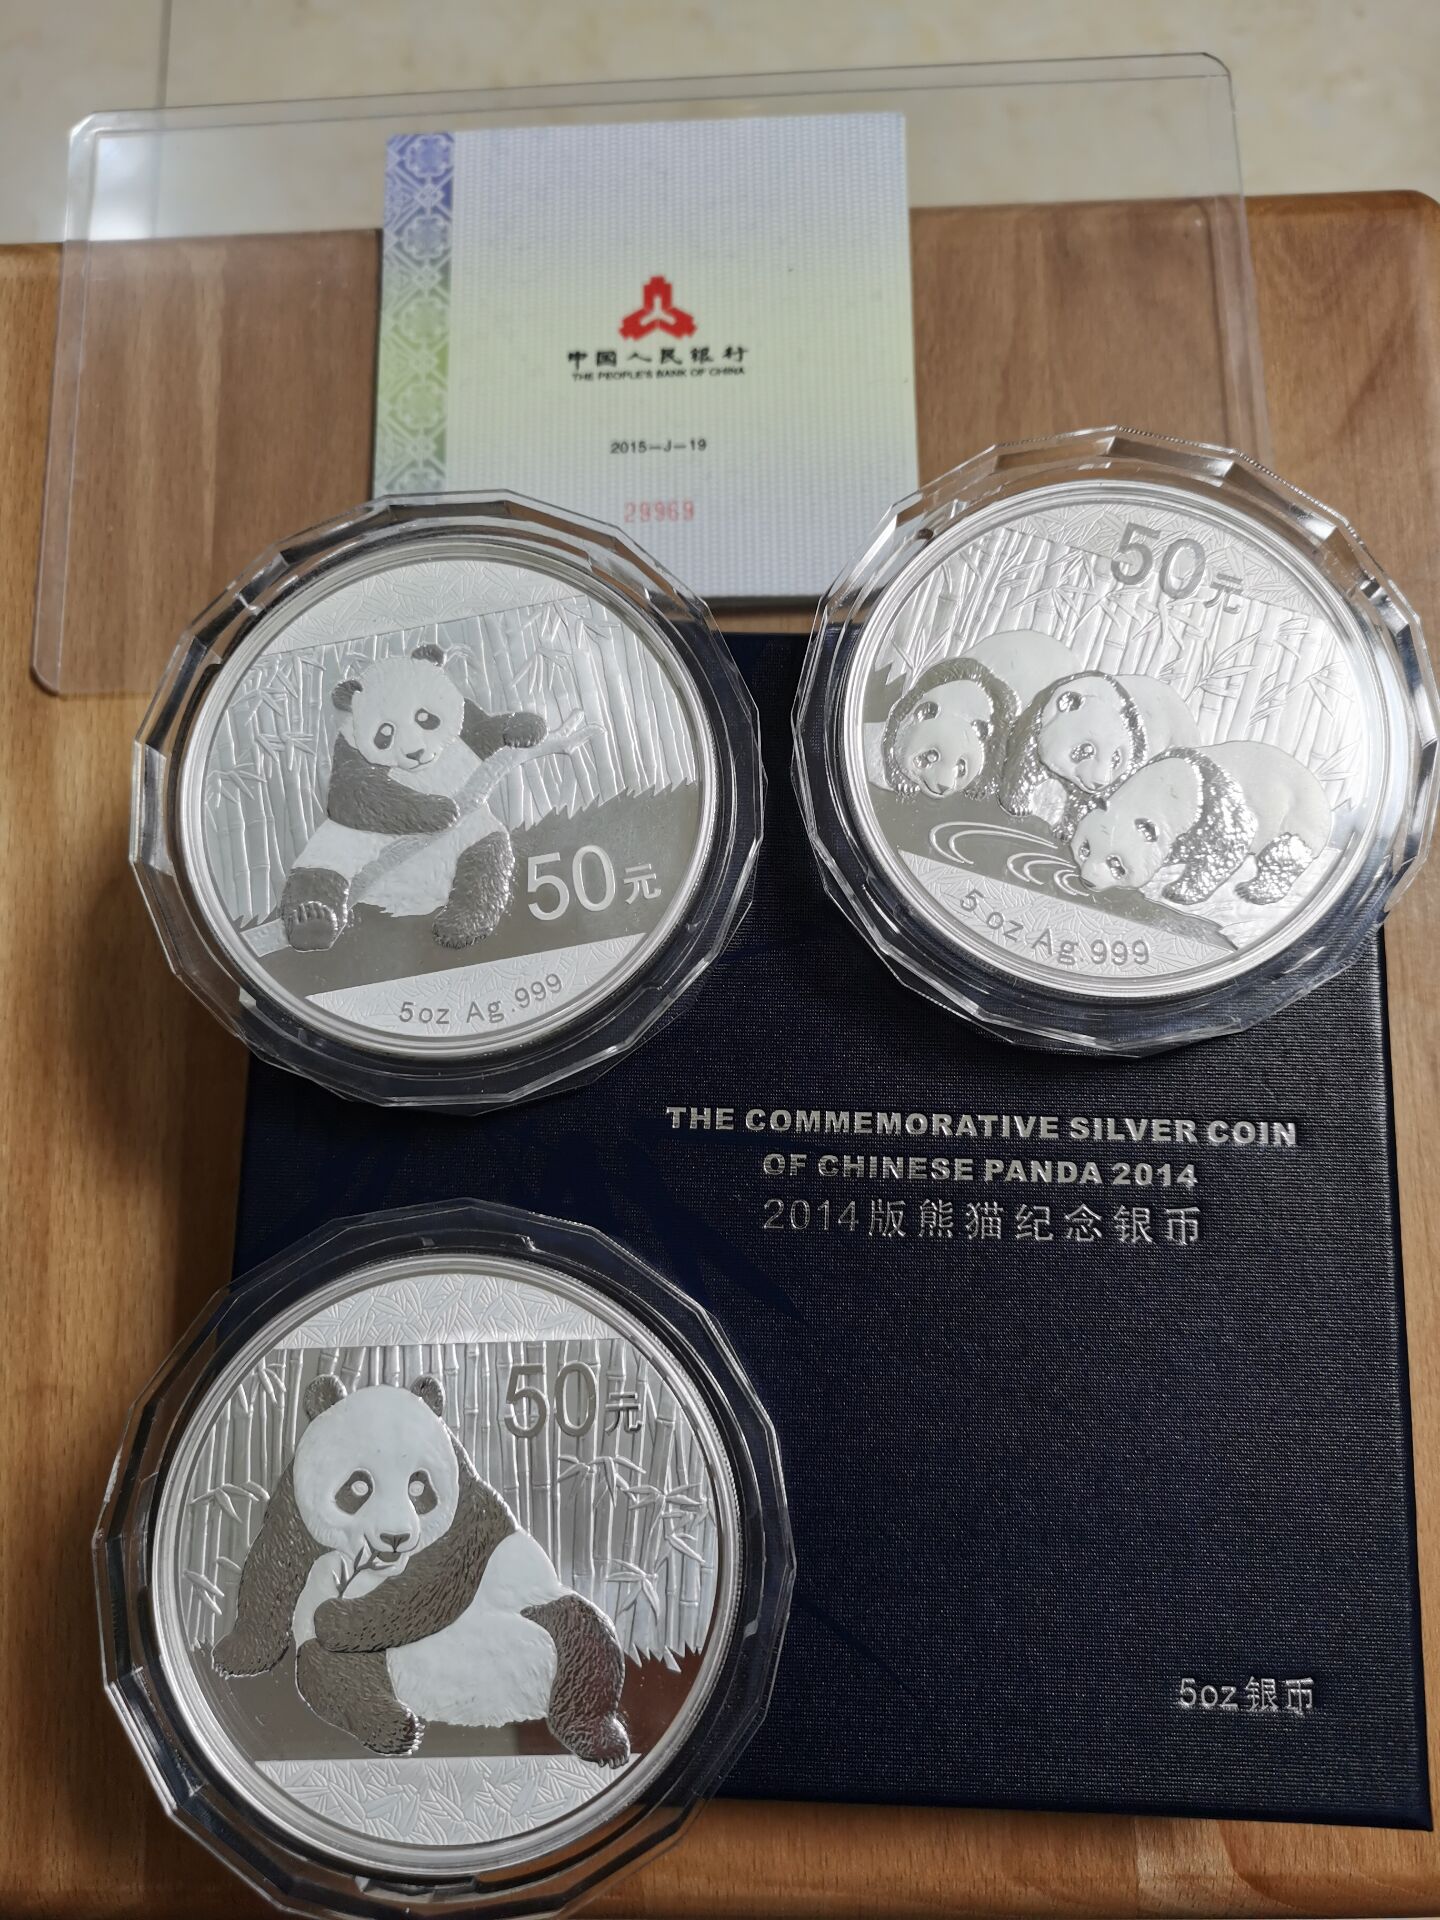 中国人民银行
THE PEOPLE'S BANK OF CHINA
2015—J—19
29969
50元
5oz Ag.999
50元
5 oz Ag.999
THE COMMEMORATIVE SILVER COIN
OF CHINESE PANDA 2014
2014版熊猫纪念银币
50元
5oz银币